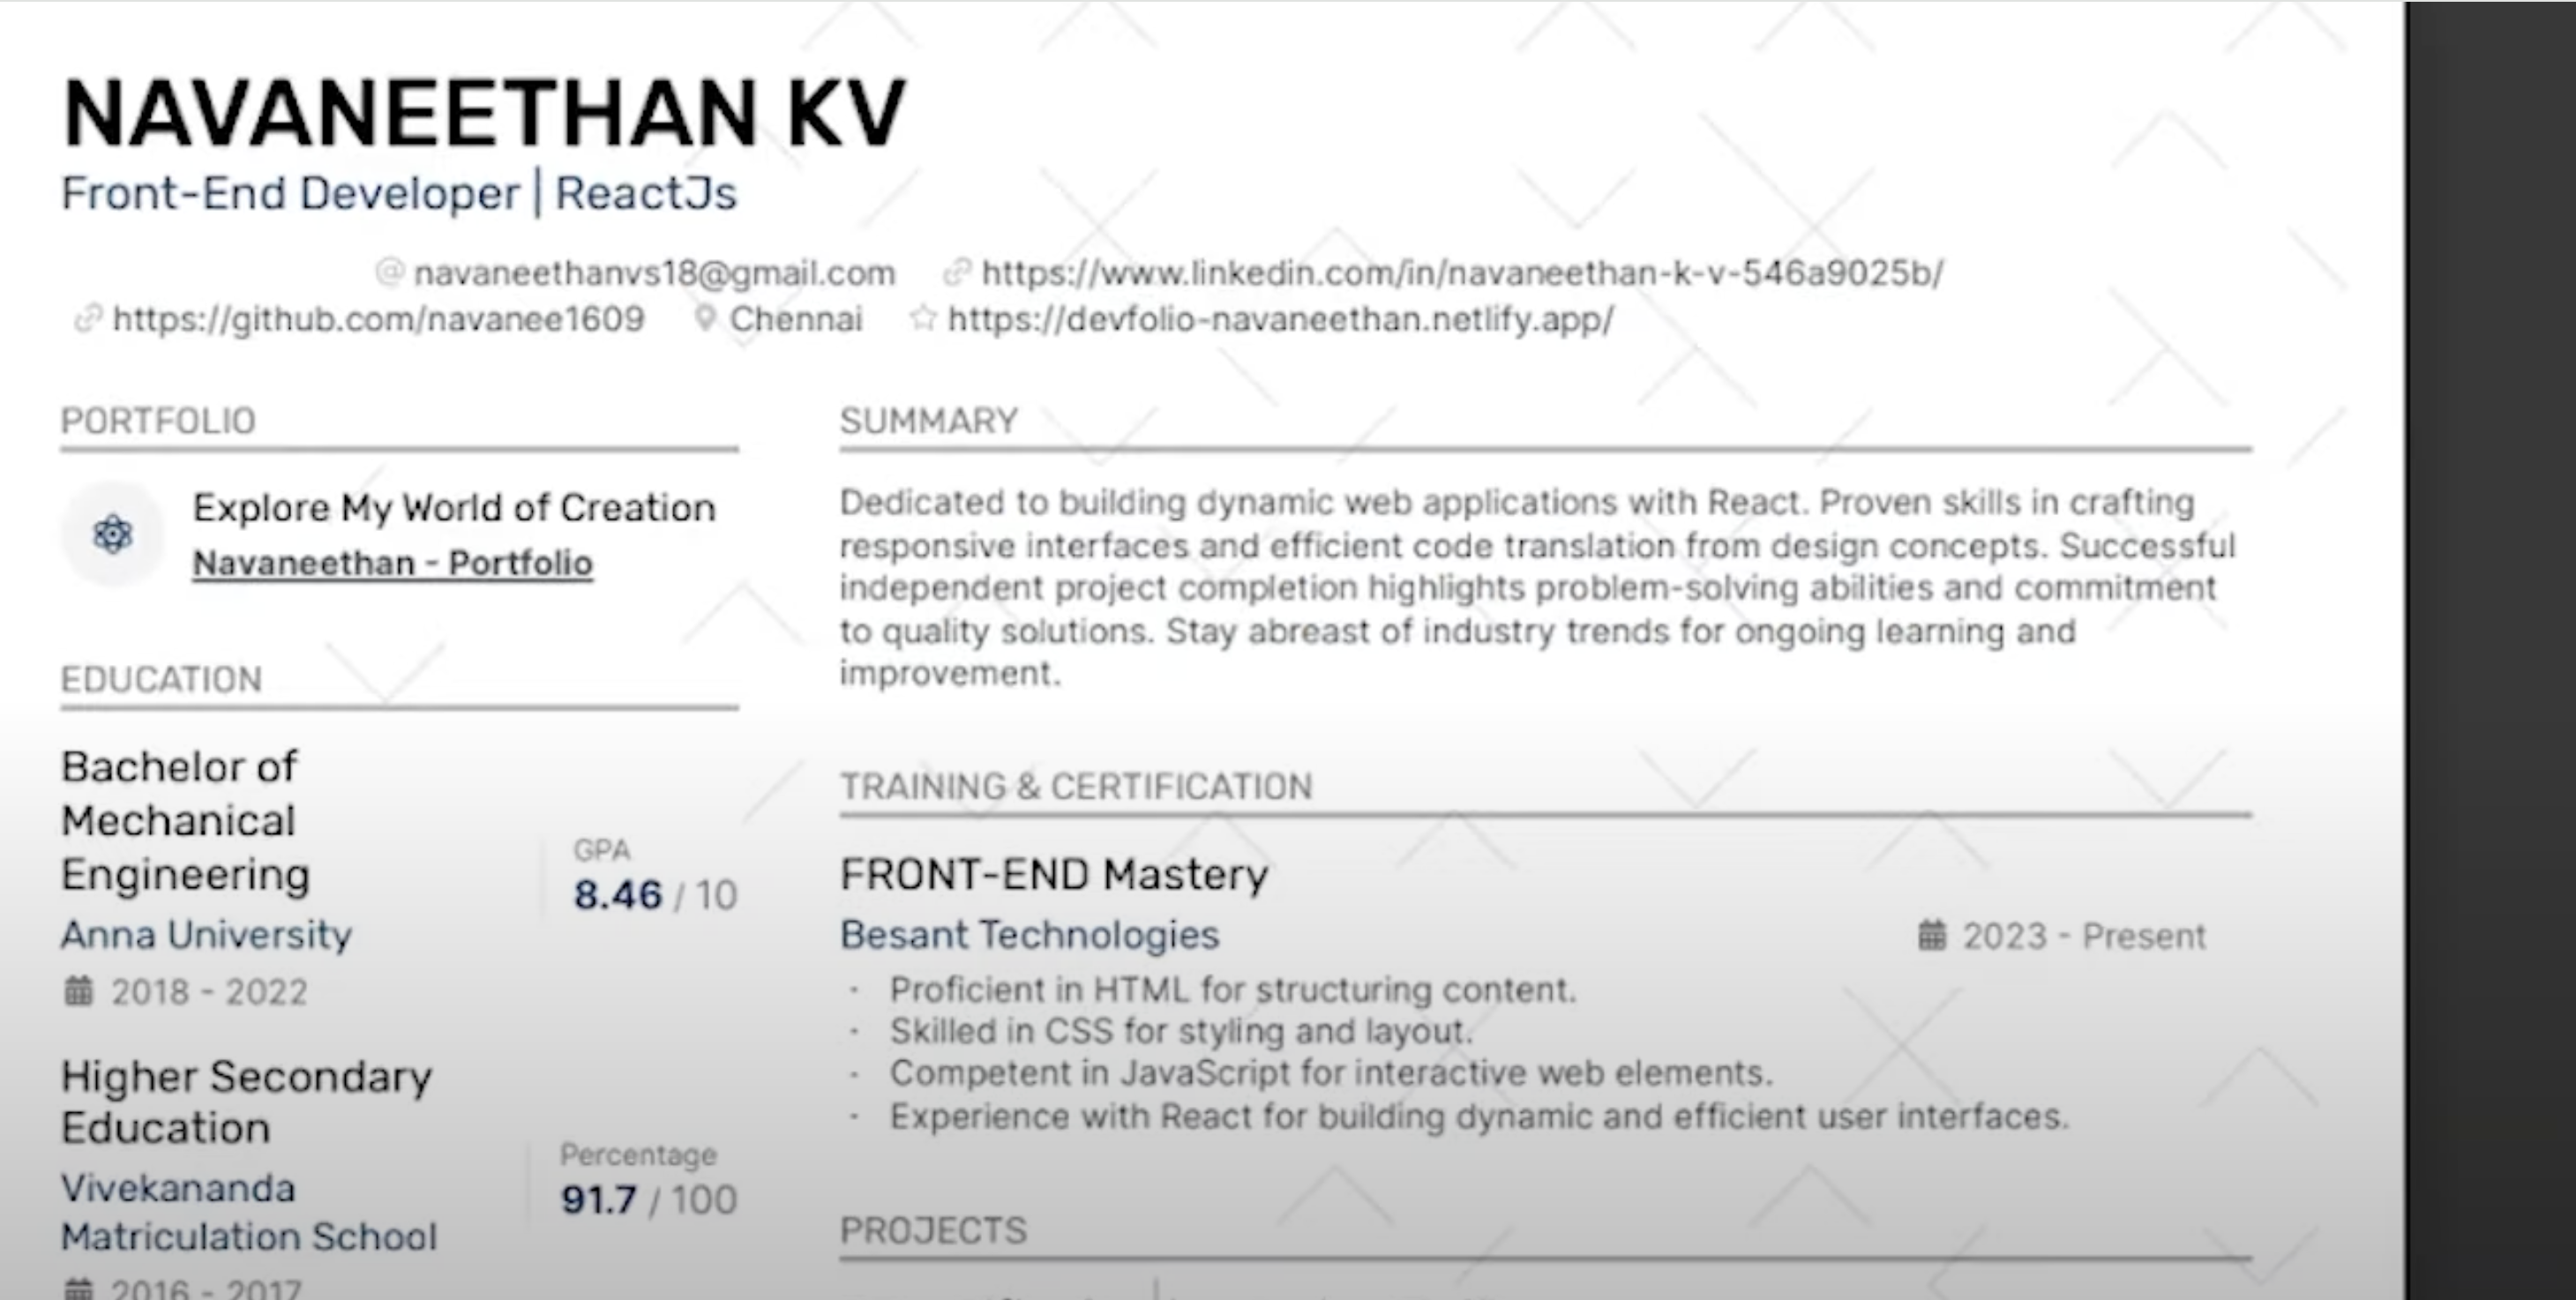 NAVANEETHAN KV
Front-End Developer | ReactJs
@ navaneethanvs18@gmail.com https://www.linkedin.com/in/navaneethan-k-v-546a9025b/
https://github.com/navanee1609 Chennai https://devfolio-navaneethan.netlify.app/
PORTFOLIO
Explore My World of Creation
Navaneethan - Portfolio
EDUCATION
Bachelor of
Mechanical
Engineering
Anna University
2018 - 2022
GPA
8.46 / 10
Higher Secondary
Education
Vivekananda
Matriculation School
2016 - 2017
Percentage
91.7 / 100
SUMMARY
Dedicated to building dynamic web applications with React. Proven skills in crafting
responsive interfaces and efficient code translation from design concepts. Successful
independent project completion highlights problem-solving abilities and commitment
to quality solutions. Stay abreast of industry trends for ongoing learning and
improvement.
TRAINING & CERTIFICATION
FRONT-END Mastery
Besant Technologies
2023 - Present
· Proficient in HTML for structuring content.
· Skilled in CSS for styling and layout.
· Competent in JavaScript for interactive web elements.
· Experience with React for building dynamic and efficient user interfaces.
PROJECTS